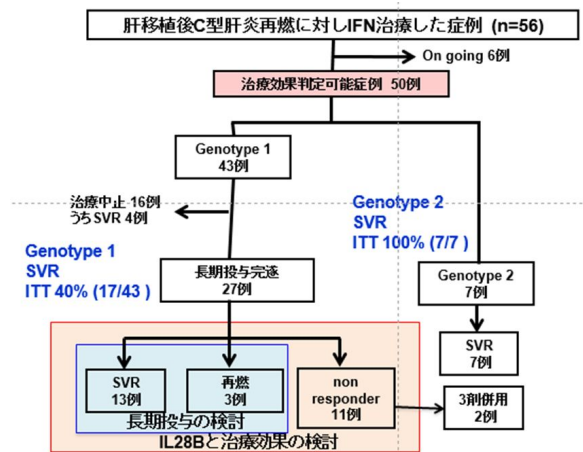 肝移植後C型肝炎再燃に対しIFN治療した症例 (n=56)
On going 6例
治療効果判定可能症例 50例
Genotype 1
43例
治療中止 16例
うち SVR 4例
Genotype 2
SVR
ITT 100% (7/7 )
Genotype 1
SVR
ITT 40% (17/43 )
長期投与完遂
27例
Genotype 2
7例
SVR
7例
SVR
13例
再燃
3例
non
responder
11例
3剤併用
2例
長期投与の検討
IL28Bと治療効果の検討